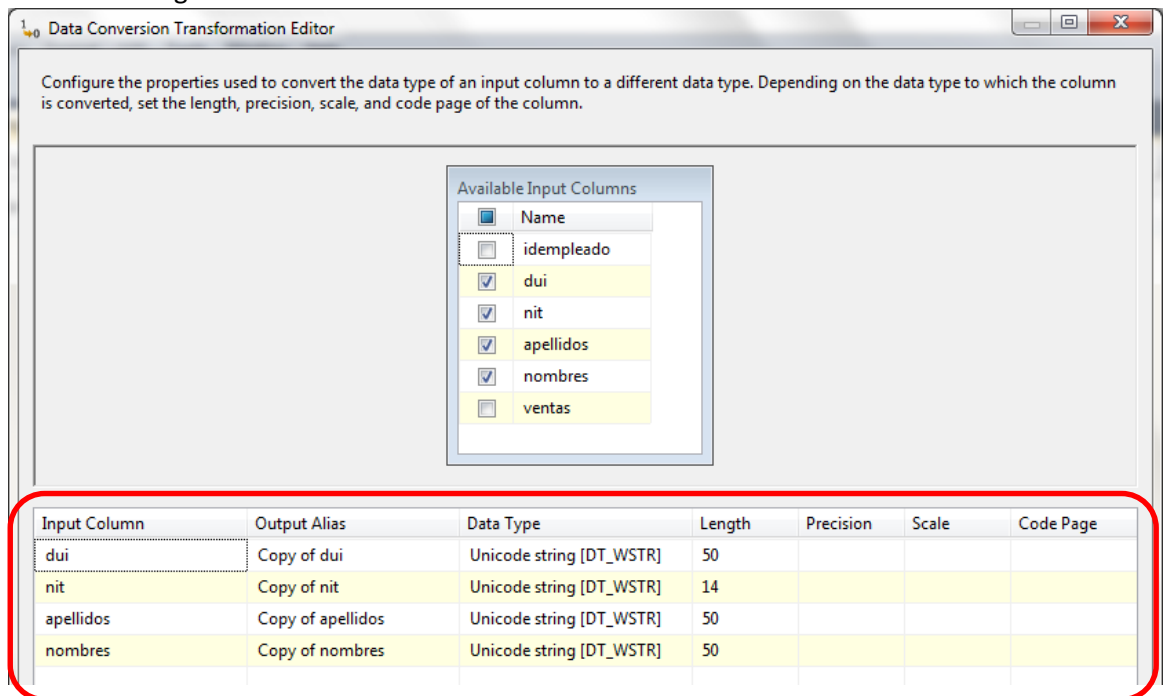 Data Conversion Transformation Editor
Configure the properties used to convert the data type of an input column to a different data type. Depending on the data type to which the column
is converted, set the length, precision, scale, and code page of the column.
Available Input Columns
Name
idempleado
dui
nit
apellidos
nombres
ventas
Input Column Output Alias Data Type Length Precision Scale Code Page
dui Copy of dui Unicode string [DT_WSTR] 50
nit Copy of nit Unicode string [DT_WSTR] 14
apellidos Copy of apellidos Unicode string [DT_WSTR] 50
nombres Copy of nombres Unicode string [DT_WSTR] 50